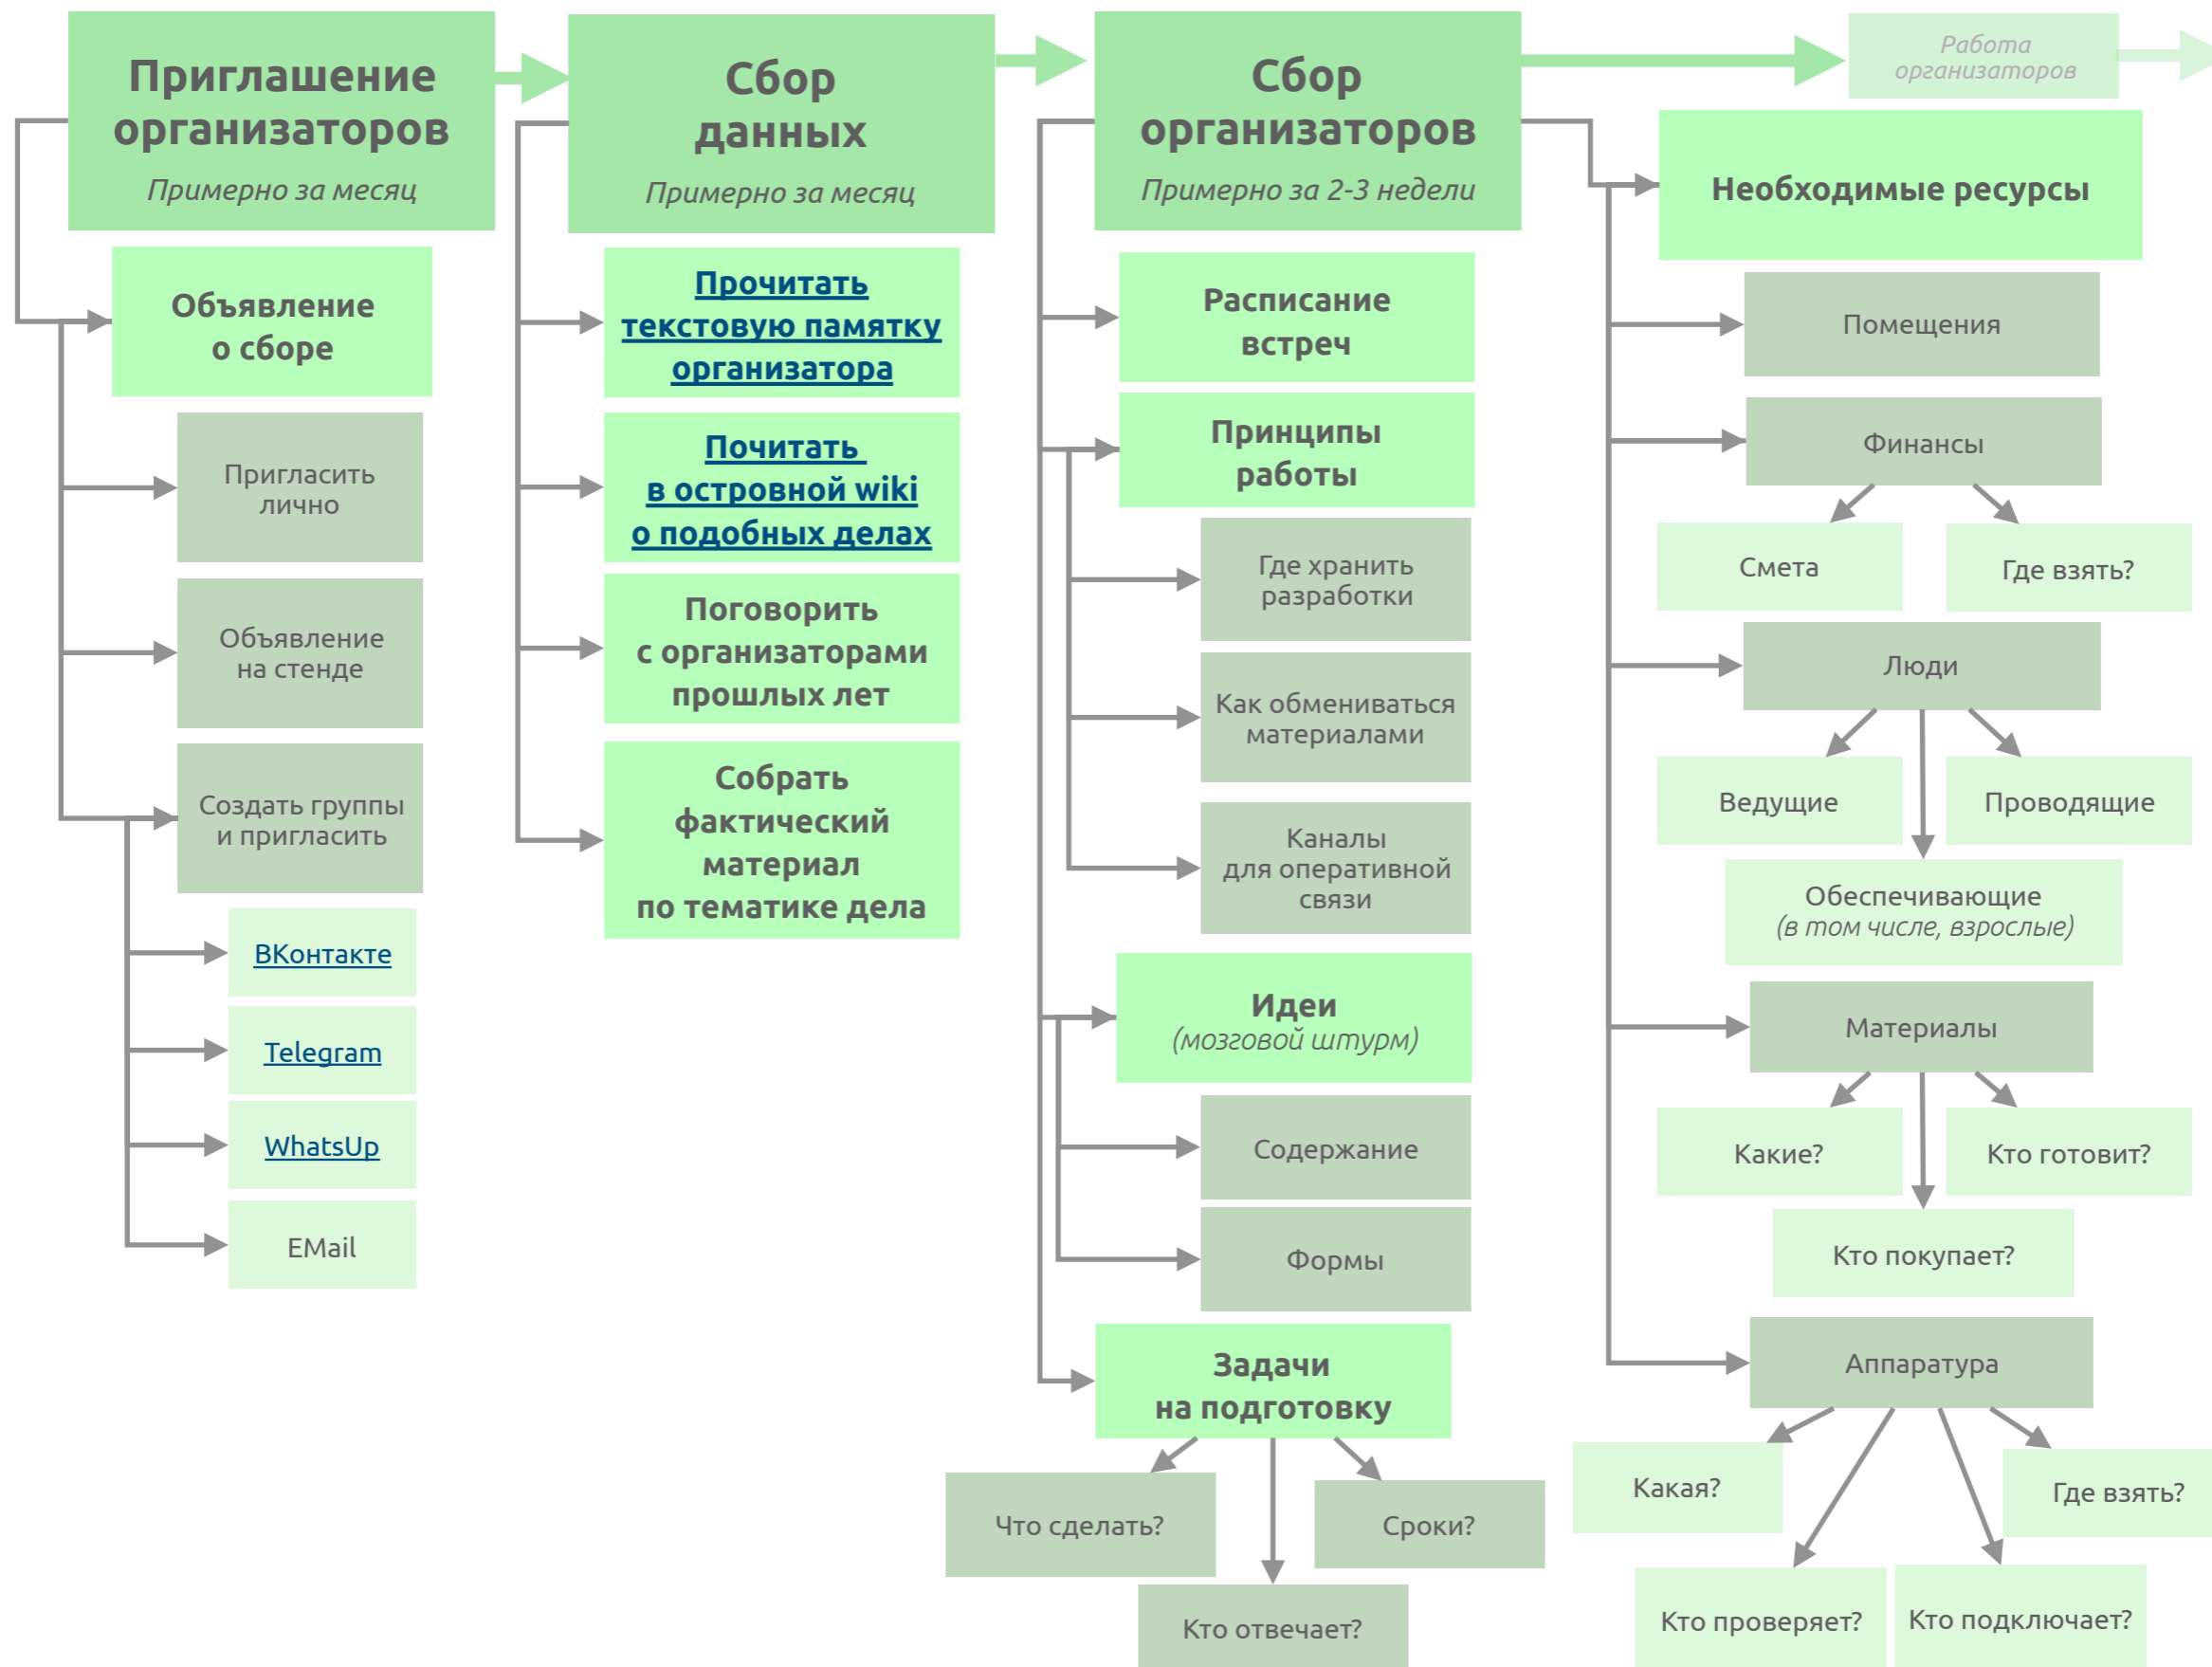 Приглашение
организаторов
Примерно за месяц
Объявление
о сборе
Пригласить
лично
Объявление
на стенде
Создать группы
и пригласить
ВКонтакте
Telegram
WhatsUp
EMail
Сбор
данных
Примерно за месяц
Прочитать
текстовую памятку
организатора
Почитать
в островной wiki
о подобных делах
Поговорить
с организаторами
прошлых лет
Собрать
фактический
материал
по тематике дела
Сбор
организаторов
Примерно за 2-3 недели
Расписание
встреч
Принципы
работы
Где хранить
разработки
Как обмениваться
материалами
Каналы
для оперативной
связи
Идеи
(мозговой штурм)
Содержание
Формы
Задачи
на подготовку
Что сделать?
Сроки?
Кто отвечает?
Работа
организаторов
Необходимые ресурсы
Помещения
Финансы
Смета
Где взять?
Люди
Ведущие
Проводящие
Обеспечивающие
(в том числе, взрослые)
Материалы
Какие?
Кто готовит?
Кто покупает?
Аппаратура
Какая?
Где взять?
Кто проверяет?
Кто подключает?